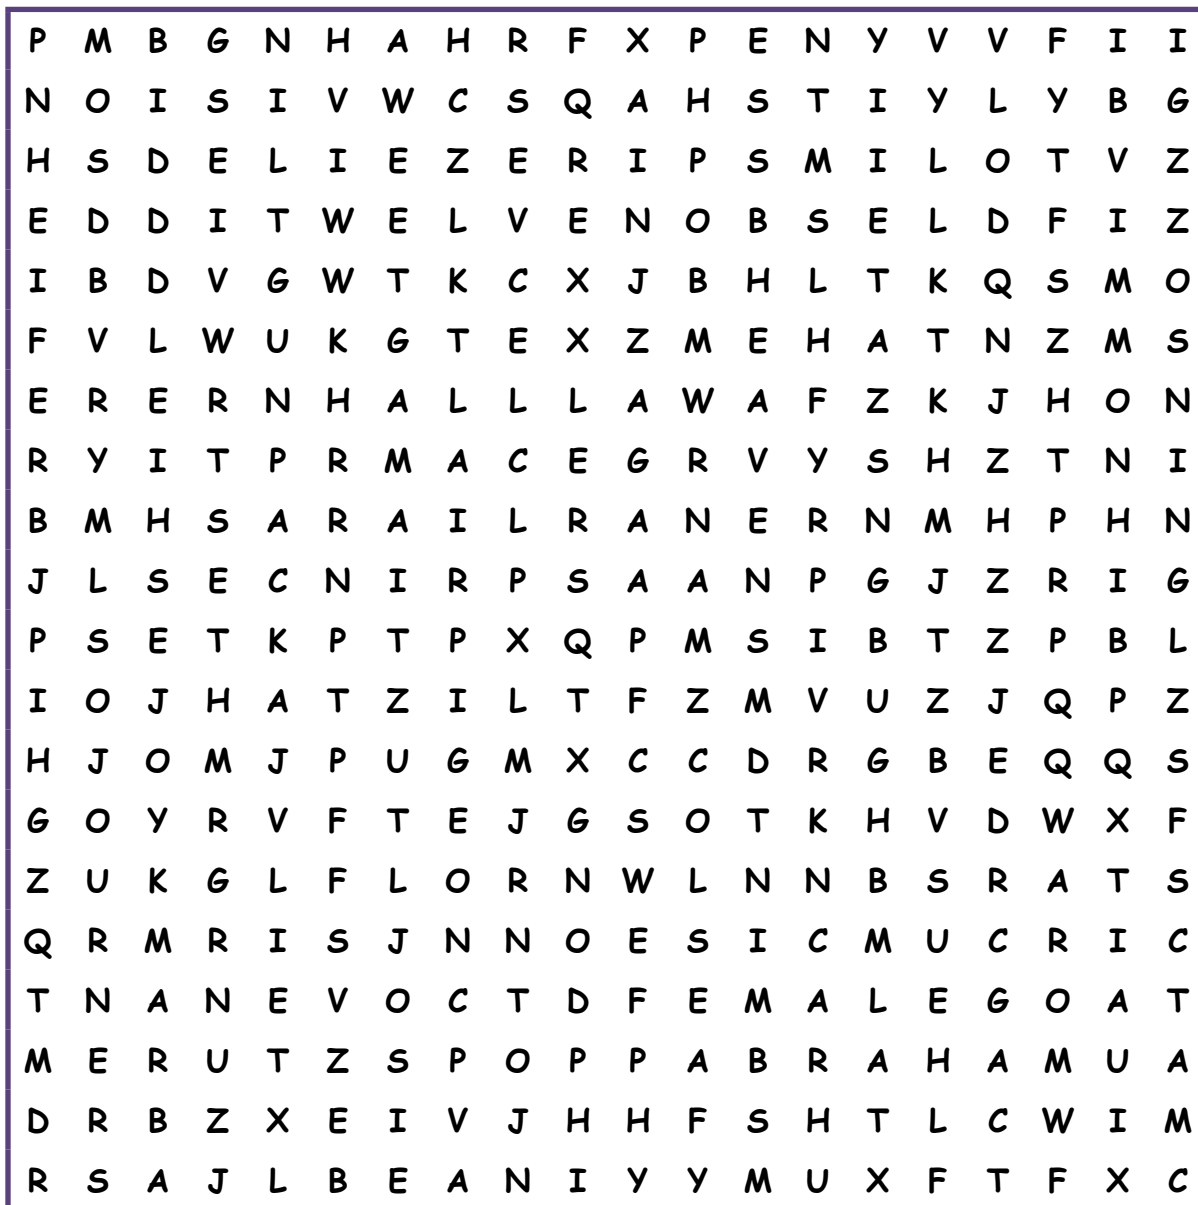 P M B G N H A H R F X P E N Y V V F I I
N O I S I V W C S Q A H S T I Y L Y B G
H S D E L I E Z E R I P S M I L O T V Z
E D D I T W E L V E N O B S E L D F I Z
I B D V G W T K C X J B H L T K Q S M O
F V L W U K G T E X Z M E H A T N Z M S
E R E R N H A L L L A W A F Z K J H O N
R Y I T P R M A C E G R V Y S H Z T N I
B M H S A R A I L R A N E R N M H P H N
J L S E C N I R P S A A N P G J Z R I G
P S E T K P T P X Q P M S I B T Z P B L
I O J H A T Z I L T F Z M V U Z J Q P Z
H J O M J P U G M X C C D R G B E Q Q S
G O Y R V F T E J G S O T K H V D W X F
Z U K G L F L O R N W L N N B S R A T S
Q R M R I S J N N O E S I C M U C R I C
T N A N E V O C T D F E M A L E G O A T
M E R U T Z S P O P P A B R A H A M U A
D R B Z X E I V J H H F S H T L C W I M
R S A J L B E A N I Y Y M U X F T F X C